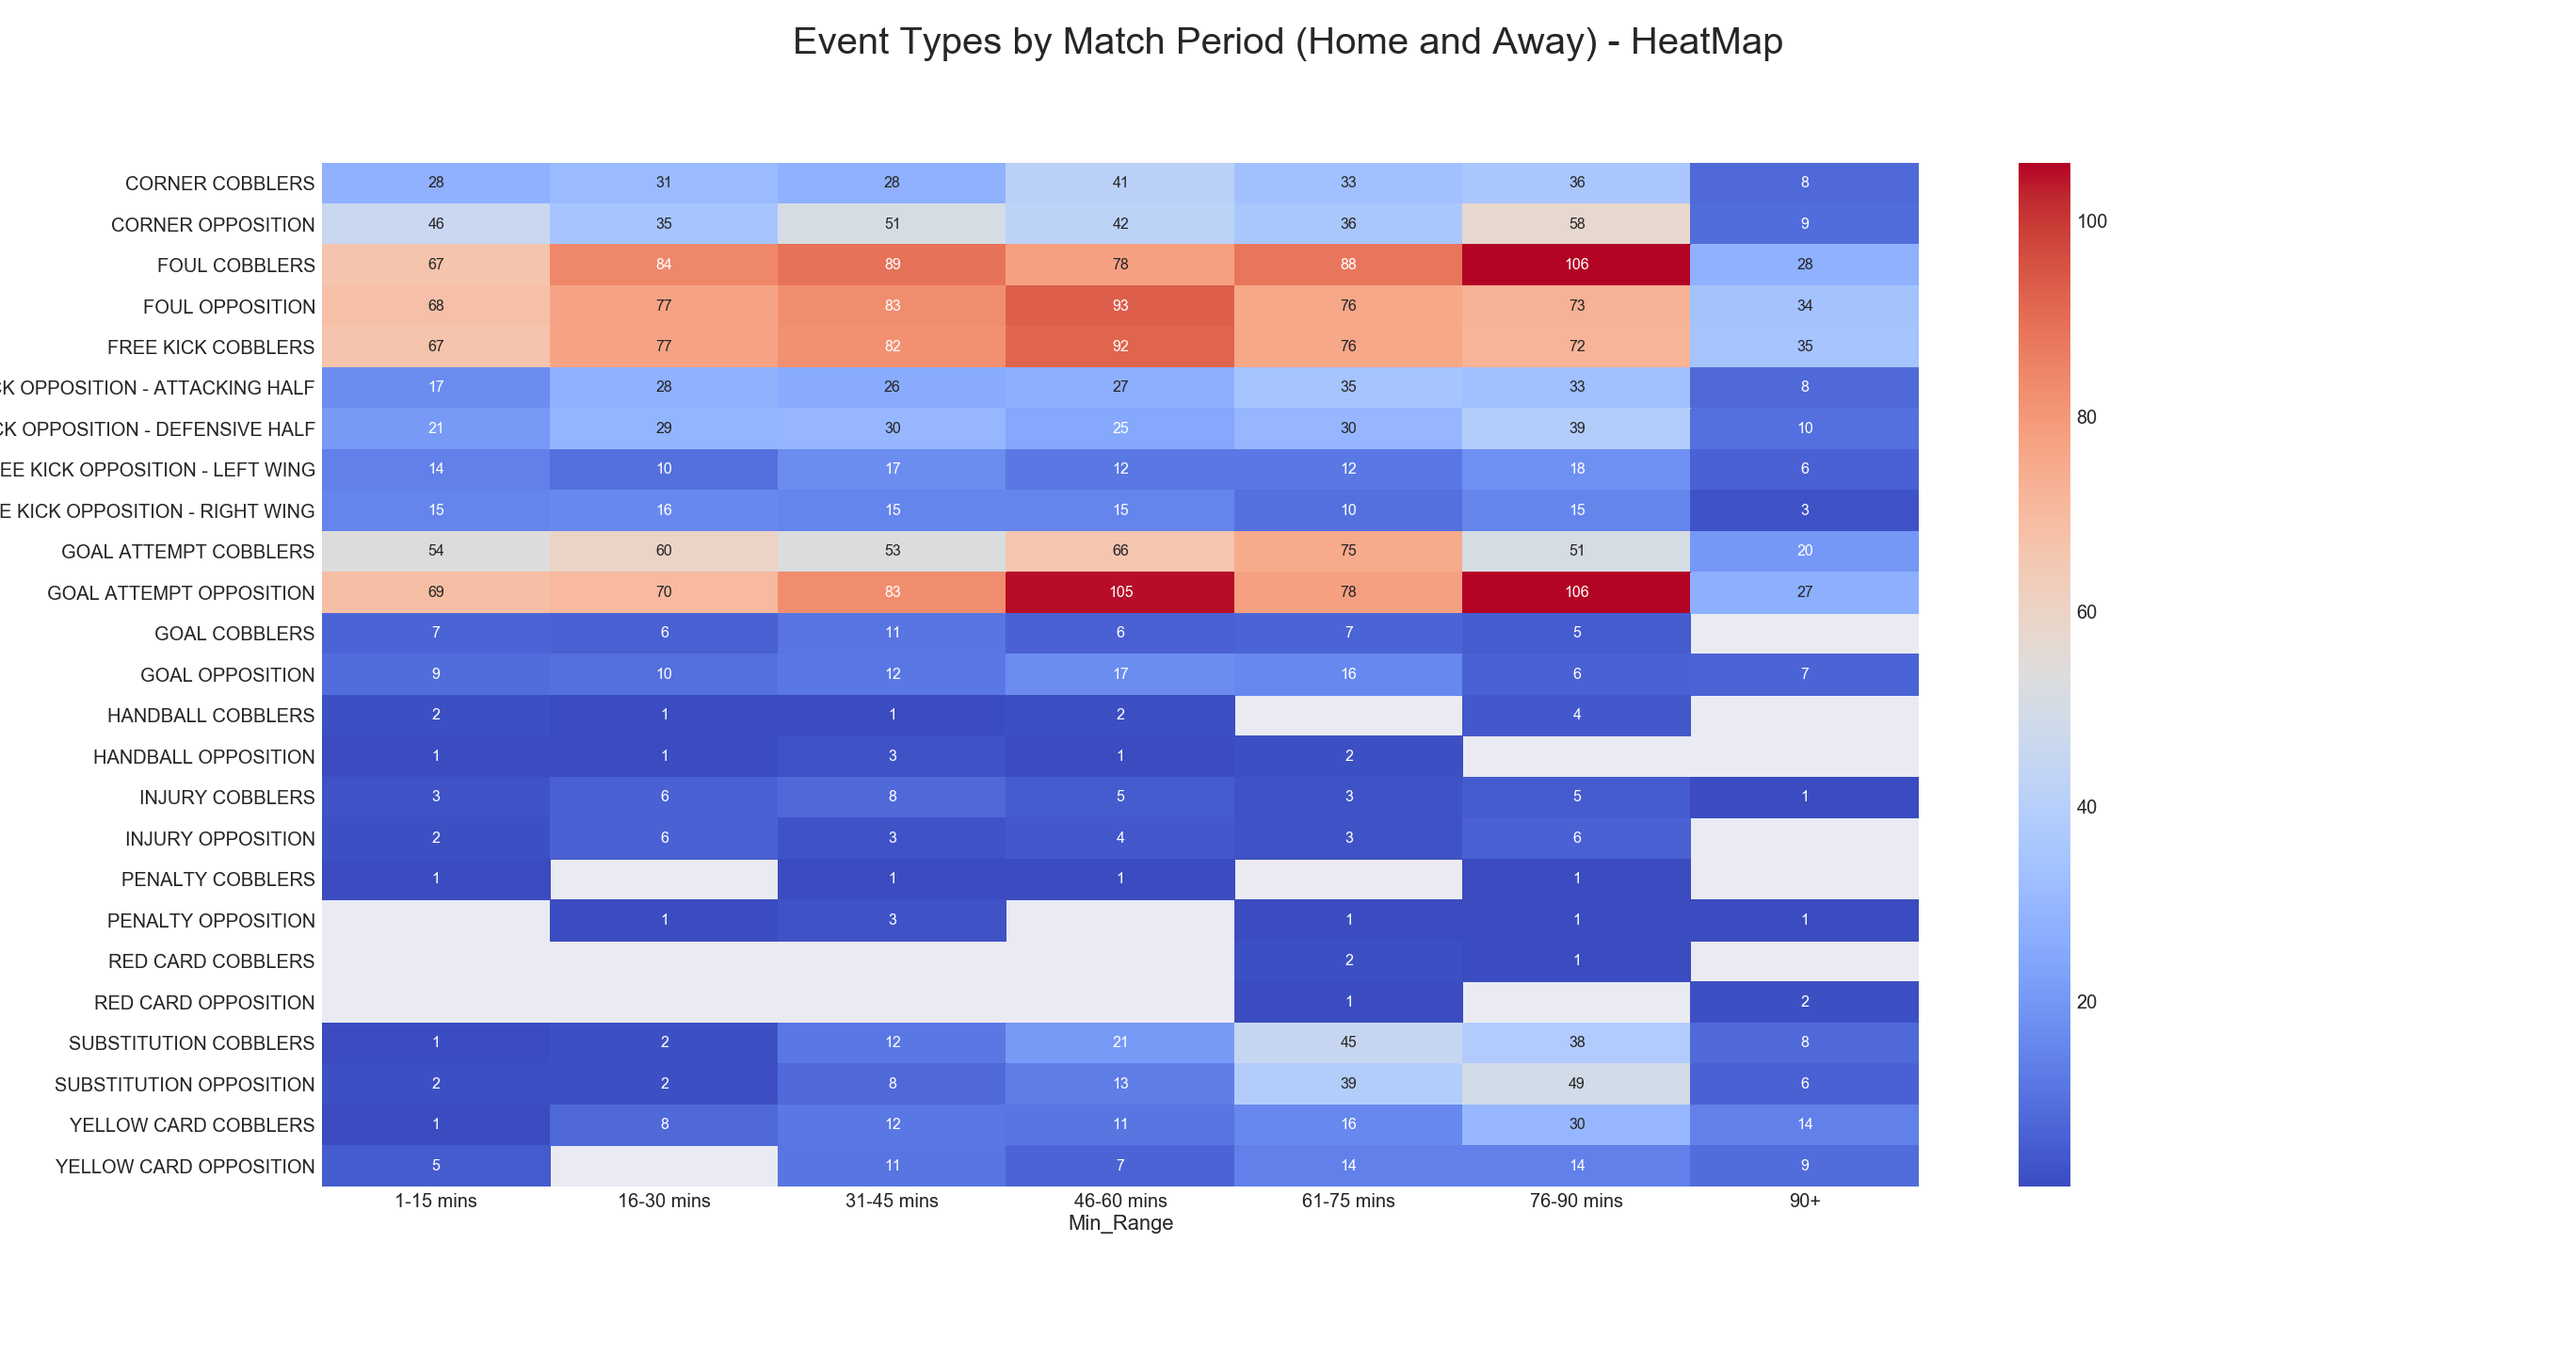 Event Types by Match Period (Home and Away) - HeatMap
CORNER COBBLERS 28 31 28 41 33 36 8
CORNER OPPOSITION 46 35 51 42 36 58 9
FOUL COBBLERS 67 84 89 78 88 106 28
FOUL OPPOSITION 68 77 83 93 76 73 34
FREE KICK COBBLERS 67 77 82 92 76 72 35
CK OPPOSITION - ATTACKING HALF 17 28 26 27 35 33 8
CK OPPOSITION - DEFENSIVE HALF 21 29 30 25 30 39 10
EE KICK OPPOSITION - LEFT WING 14 10 17 12 12 18 6
E KICK OPPOSITION - RIGHT WING 15 16 15 15 10 15 3
GOAL ATTEMPT COBBLERS 54 60 53 66 75 51 20
GOAL ATTEMPT OPPOSITION 69 70 83 105 78 106 27
GOAL COBBLERS 7 6 11 6 7 5
GOAL OPPOSITION 9 10 12 17 16 6 7
HANDBALL COBBLERS 2 1 1 2 4
HANDBALL OPPOSITION 1 1 3 1 2
INJURY COBBLERS 3 6 8 5 3 5 1
INJURY OPPOSITION 2 6 3 4 3 6
PENALTY COBBLERS 1 1 1 1
PENALTY OPPOSITION 1 3 1 1 1
RED CARD COBBLERS 2 1
RED CARD OPPOSITION 1 2
SUBSTITUTION COBBLERS 1 2 12 21 45 38 8
SUBSTITUTION OPPOSITION 2 2 8 13 39 49 6
YELLOW CARD COBBLERS 1 8 12 11 16 30 14
YELLOW CARD OPPOSITION 5 11 7 14 14 9
1-15 mins 16-30 mins 31-45 mins 46-60 mins 61-75 mins 76-90 mins 90+
Min_Range
100
80
60
40
20